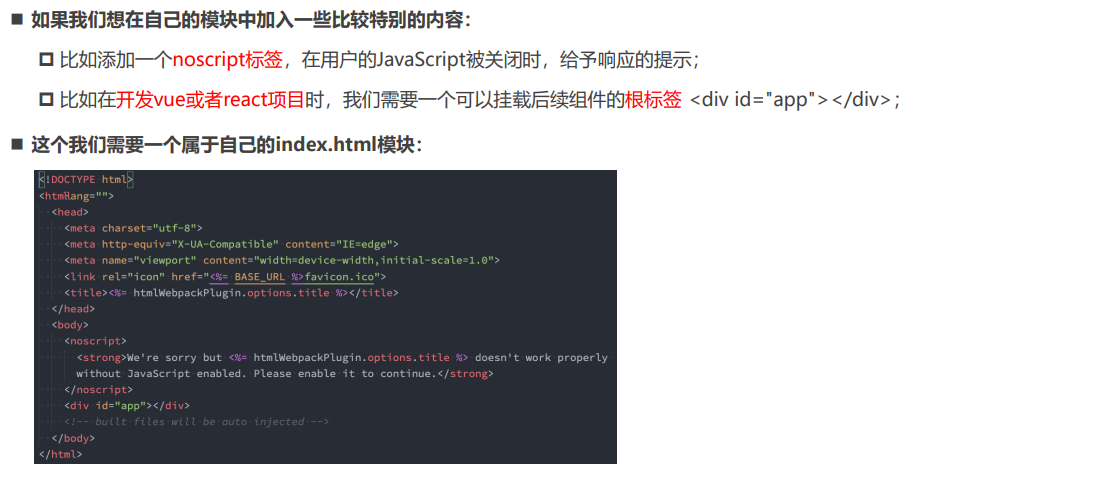 如果我们想在自己的模块中加入一些比较特别的内容：
比如添加一个noscript标签，在用户的JavaScript被关闭时，给予响应的提示；
比如在开发vue或者react项目时，我们需要一个可以挂载后续组件的根标签 <div id="app"></div>；
这个我们需要一个属于自己的index.html模块：
<!DOCTYPE html>
<html lang="">
<head>
<meta charset="utf-8">
<meta http-equiv="X-UA-Compatible" content="IE=edge">
<meta name="viewport" content="width=device-width,initial-scale=1.0">
<link rel="icon" href="<%= BASE_URL %>favicon.ico">
<title><%= htmlWebpackPlugin.options.title %></title>
</head>
<body>
<noscript>
<strong>We're sorry but <%= htmlWebpackPlugin.options.title %> doesn't work properly
without JavaScript enabled. Please enable it to continue.</strong>
</noscript>
<div id="app"></div>
<!-- built files will be auto injected -->
</body>
</html>